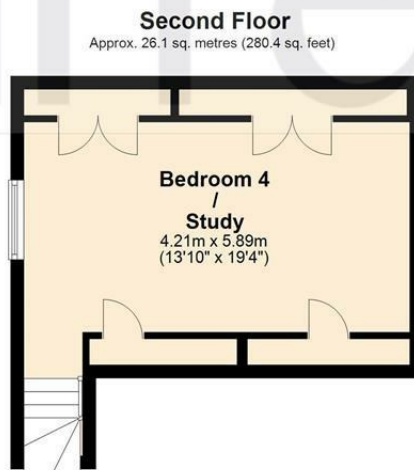 Second Floor
Approx. 26.1 sq. metres (280.4 sq. feet)
Bedroom 4
/
Study
4.21m x 5.89m
(13'10" x 19'4")